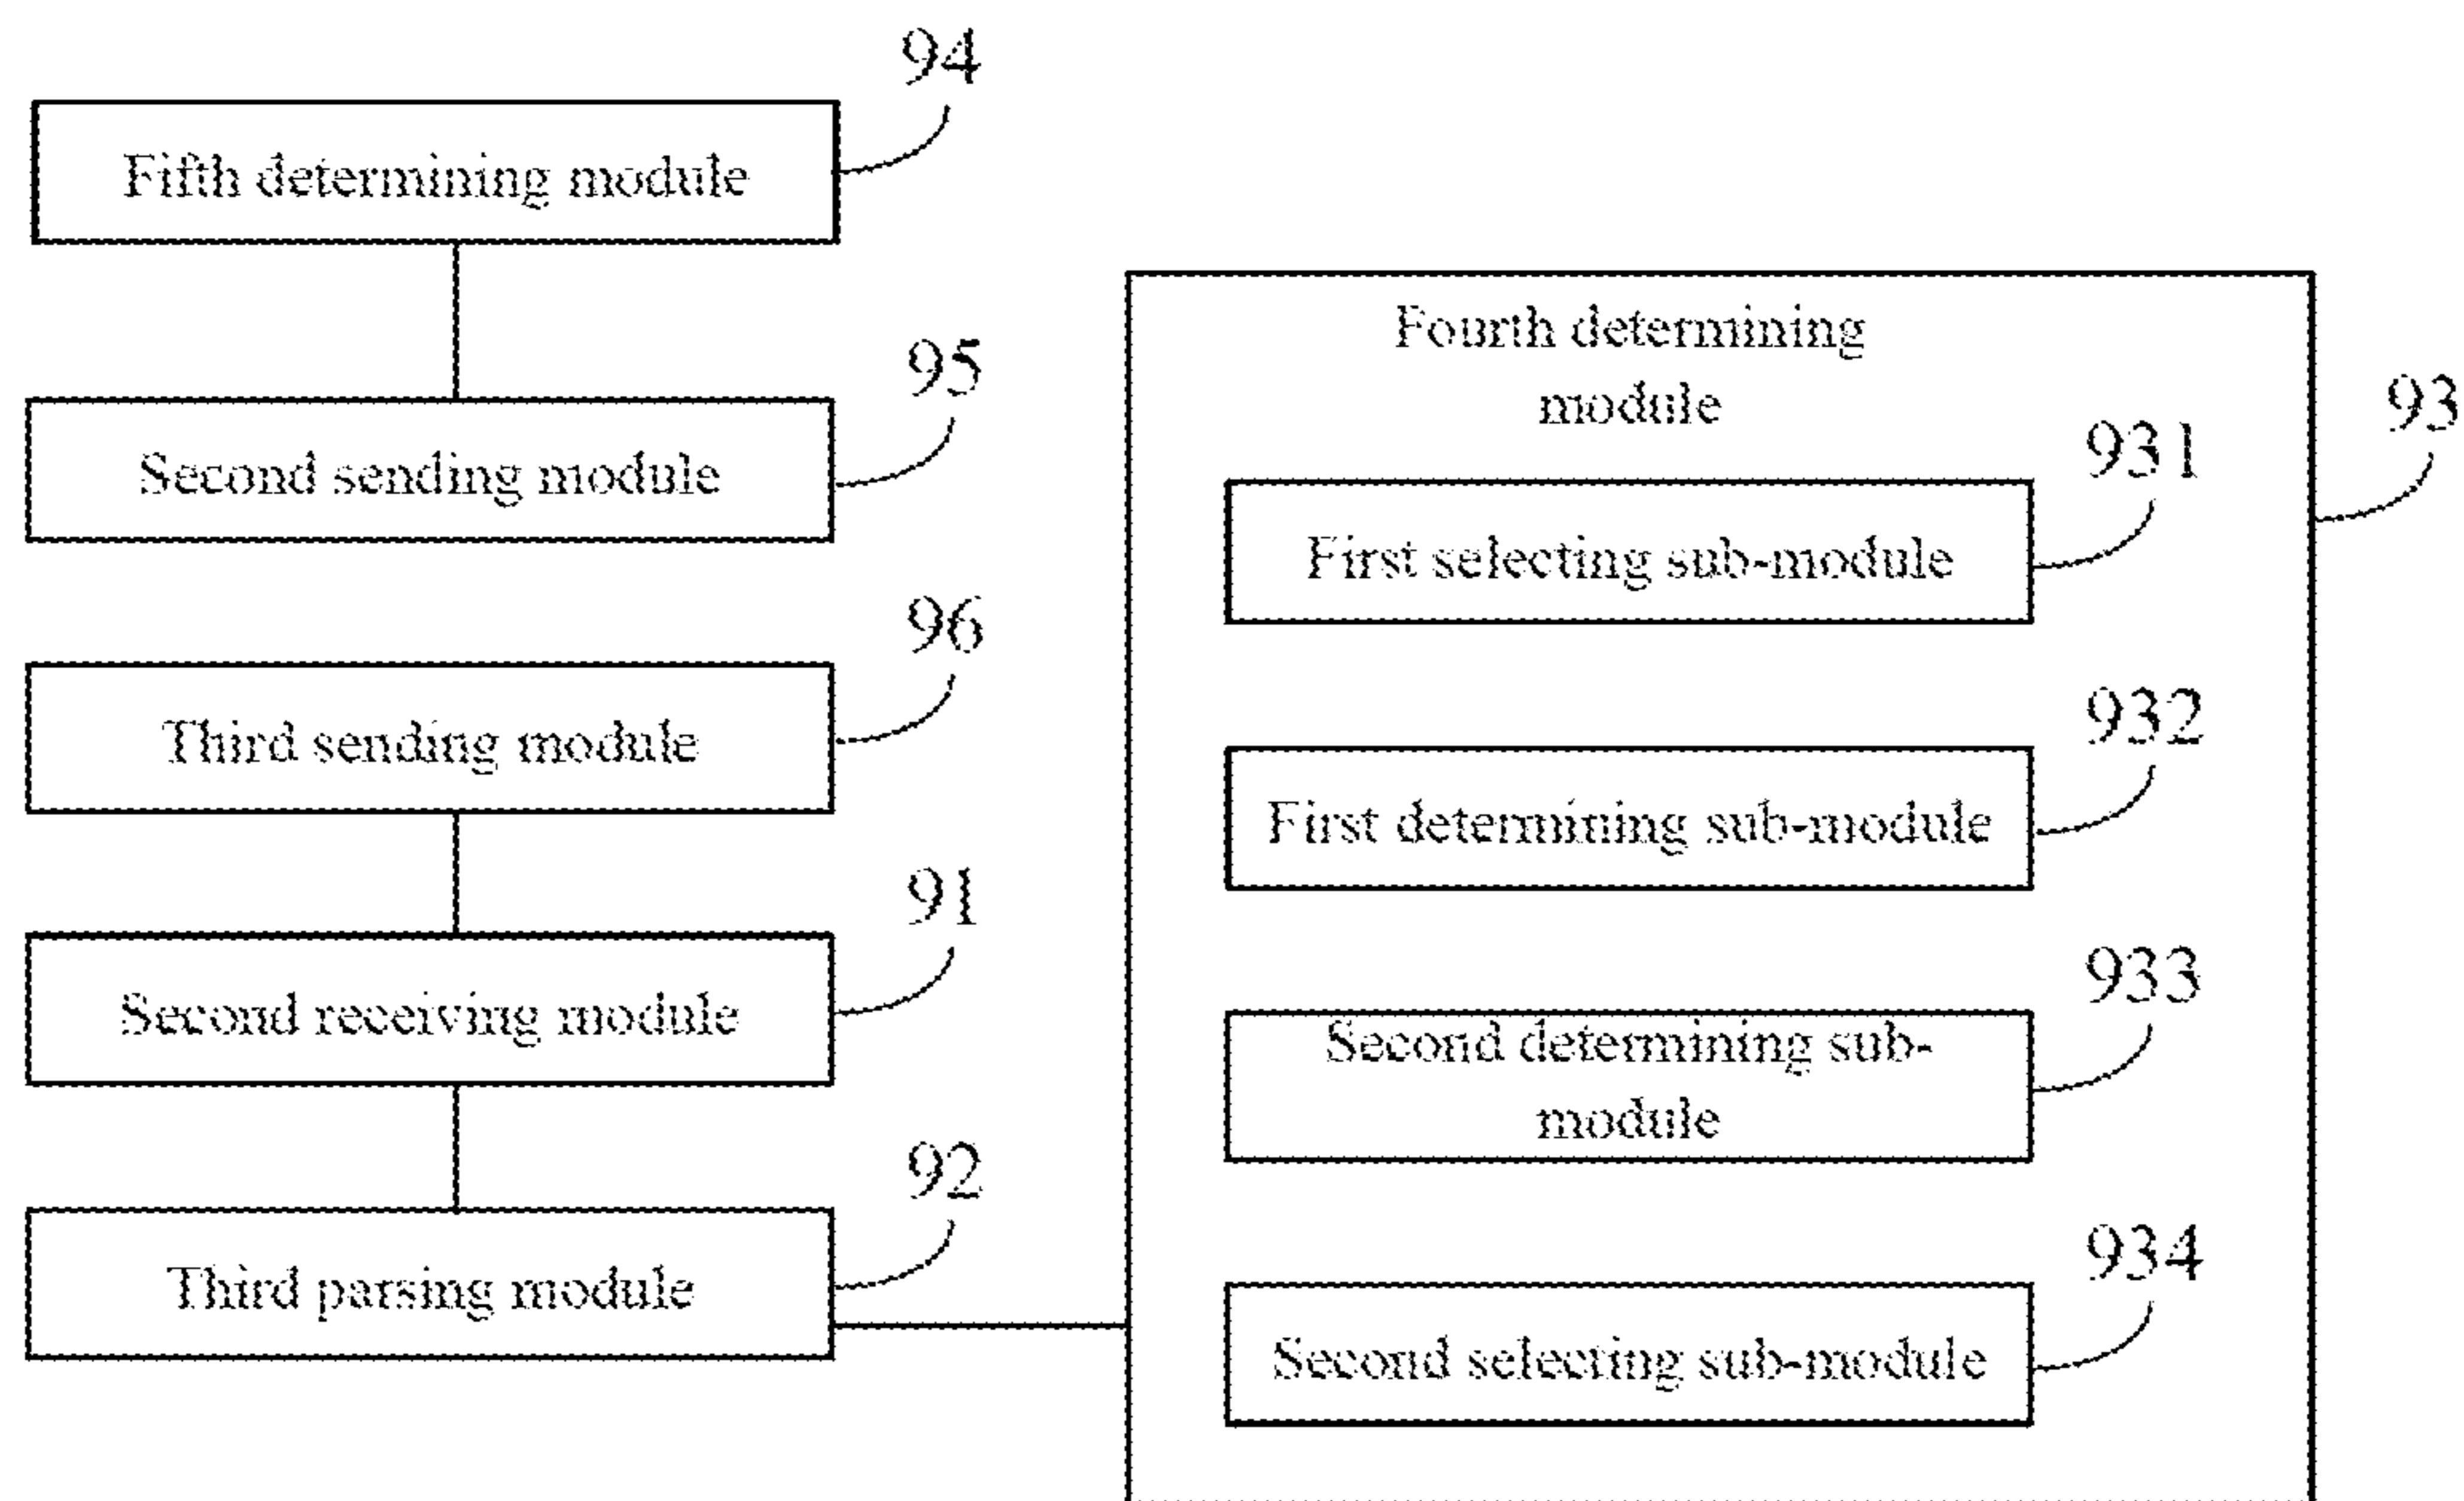 94
Fifth determining module
95
Second sending module
96
Third sending module
91
Second receiving module
92
Third parsing module
Fourth determining
module
93
931
First selecting sub-module
932
First determining sub-module
933
Second determining sub-
module
934
Second selecting sub-module